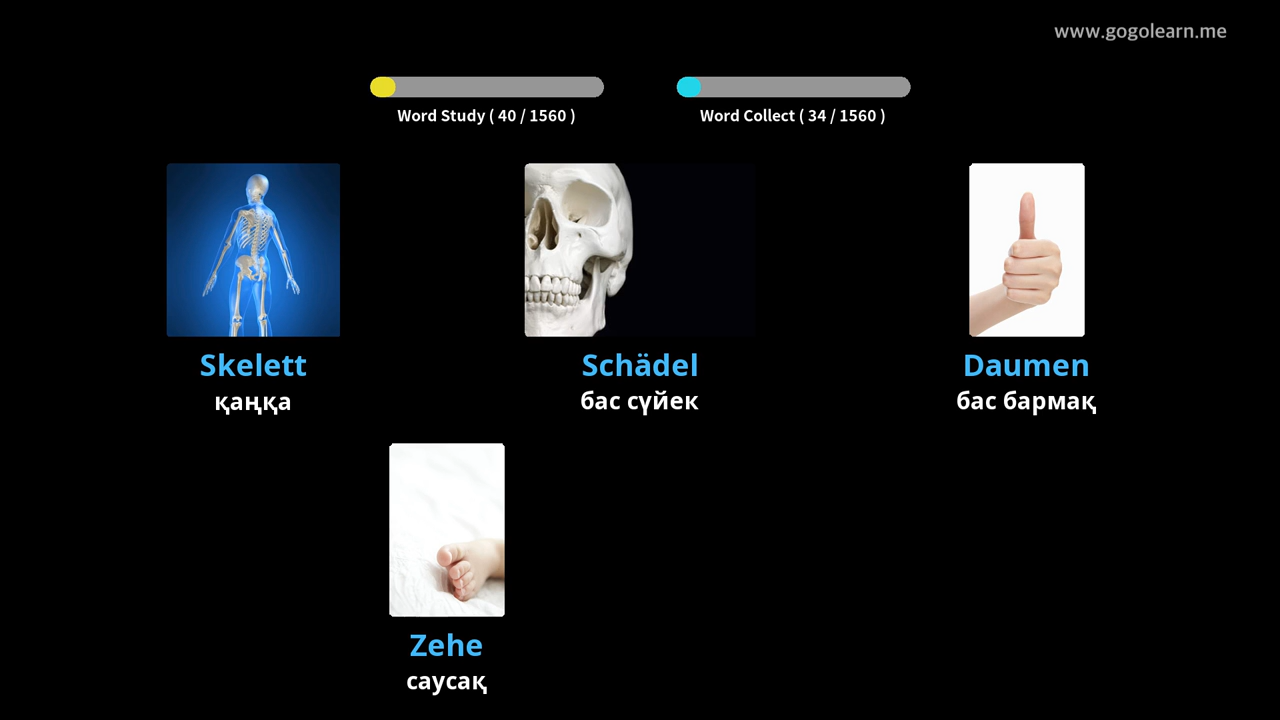 www.gogolearn.me
Word Study ( 40 / 1560 )
Word Collect ( 34 / 1560 )
Skelett
қаңқа
Schädel
бас сүйек
Daumen
бас бармақ
Zehe
саусақ